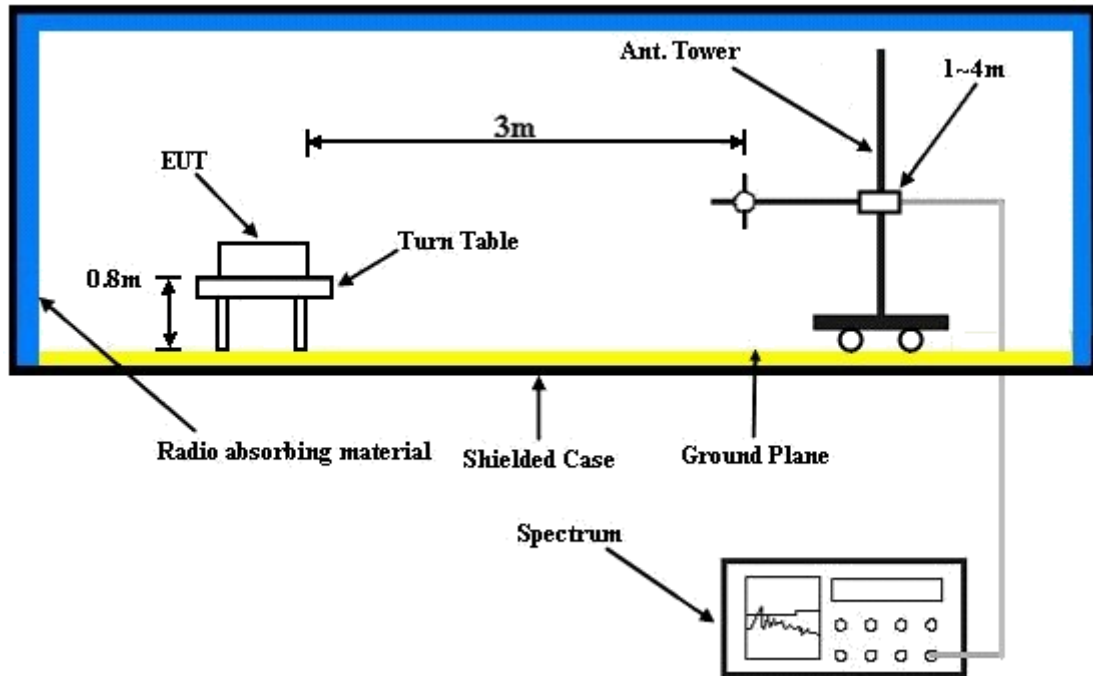 Ant. Tower
1~4m
3m
EUT
Turn Table
0.8m
Radio absorbing material
Shielded Case
Ground Plane
Spectrum